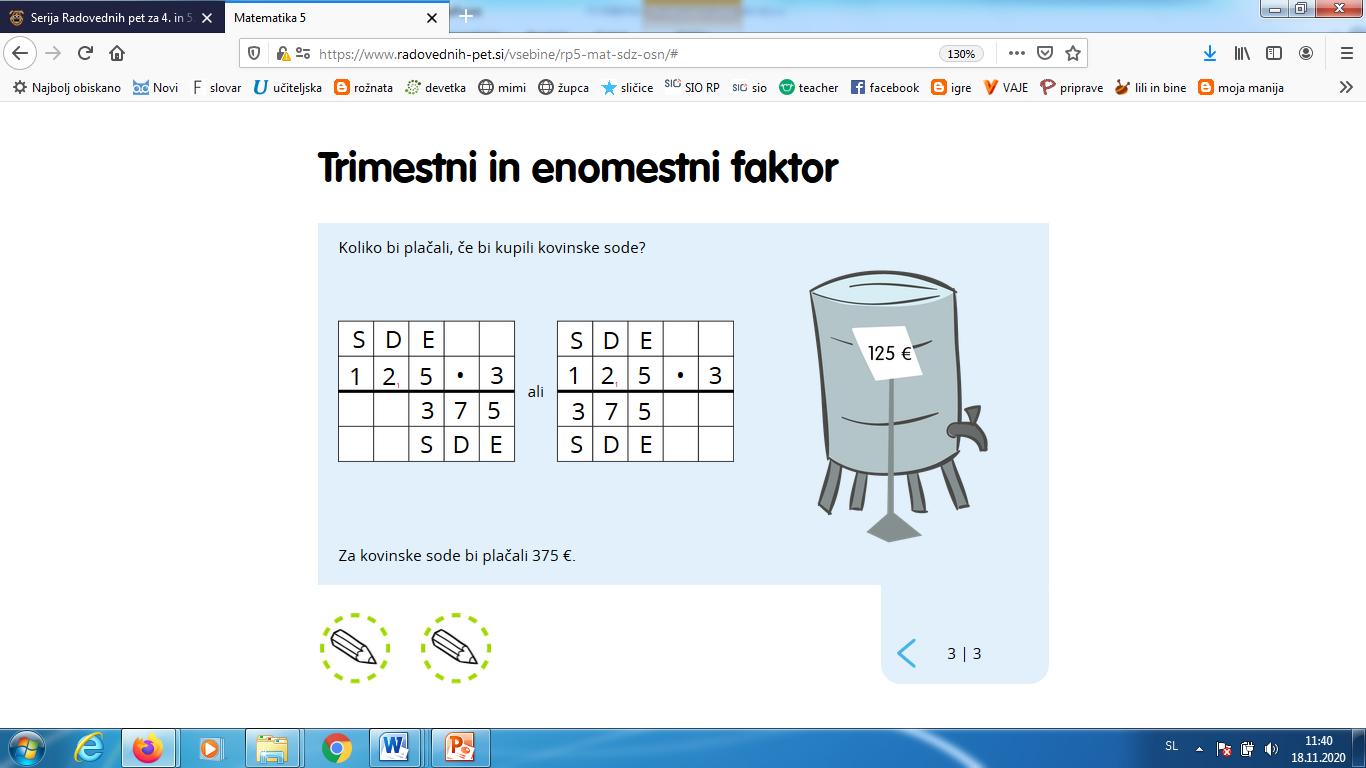 Serija Radovednih pet za 4. in 5
Matematika 5
https://www.radovednih-pet.si/vsebine/rp5-mat-sdz-osn/#
130%
Najbolj obiskano
Novi
F slovar
U učiteljska
rožnata
devetka
mimi
župca
sličice
SIO SIO RP
SIO sio
teacher
facebook
igre
VAJE
priprave
lili in bine
moja manija
Trimestni in enomestni faktor
Koliko bi plačali, če bi kupili kovinske sode?
S D E
1 2 1 5 • 3
3 7 5
S D E
ali
S D E
1 2 1 5 • 3
3 7 5
S D E
125 €
Za kovinske sode bi plačali 375 €.
3 | 3
SL
11:40
18.11.2020